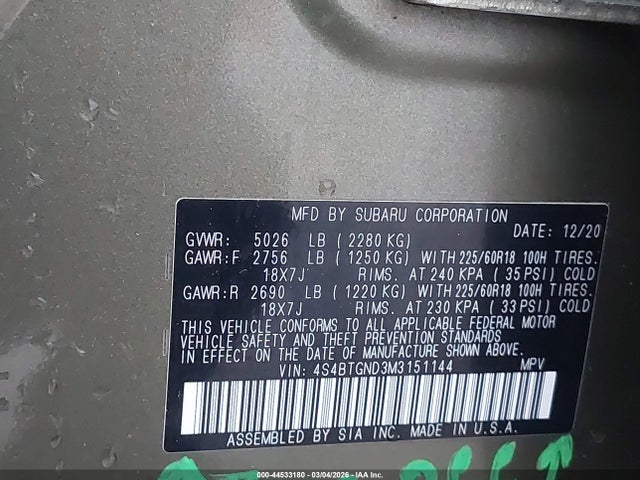 MFD BY SUBARU CORPORATION
DATE: 12/20
GVWR: 5026 LB ( 2280 KG)
GAWR:F 2756 LB ( 1250 KG) WITH 225/60R18 100H TIRES.
18X7J RIMS. AT 240 KPA ( 35 PSI) COLD
GAWR:R 2690 LB ( 1220 KG) WITH 225/60R18 100H TIRES.
18X7J RIMS. AT 230 KPA ( 33 PSI) COLD
THIS VEHICLE CONFORMS TO ALL APPLICABLE FEDERAL MOTOR
VEHICLE SAFETY AND THEFT PREVENTION STANDARDS
IN EFFECT ON THE DATE OF MANUFACTURE SHOWN ABOVE.
VIN: 4S4BTGND3M3151144 MPV
ASSEMBLED BY SIA INC. MADE IN U.S.A.
000-44533180 - 03/04/2026 - IAA Inc.